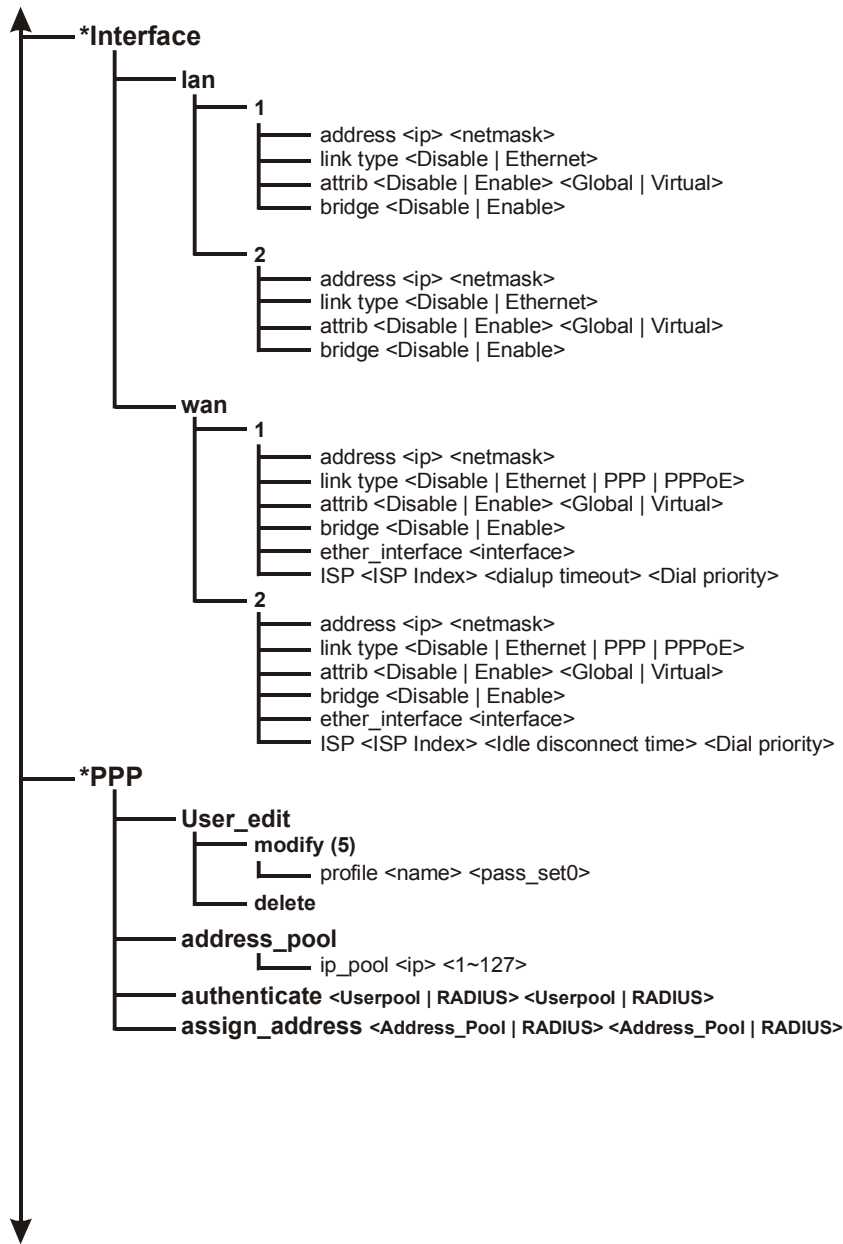 *Interface
lan
1
address <ip> <netmask>
link type <Disable | Ethernet>
attrib <Disable | Enable> <Global | Virtual>
bridge <Disable | Enable>
2
address <ip> <netmask>
link type <Disable | Ethernet>
attrib <Disable | Enable> <Global | Virtual>
bridge <Disable | Enable>
wan
1
address <ip> <netmask>
link type <Disable | Ethernet | PPP | PPPoE>
attrib <Disable | Enable> <Global | Virtual>
bridge <Disable | Enable>
ether_interface <interface>
ISP <ISP Index> <dialup timeout> <Dial priority>
2
address <ip> <netmask>
link type <Disable | Ethernet | PPP | PPPoE>
attrib <Disable | Enable> <Global | Virtual>
bridge <Disable | Enable>
ether_interface <interface>
ISP <ISP Index> <Idle disconnect time> <Dial priority>
*PPP
User_edit
modify (5)
profile <name> <pass_set0>
delete
address_pool
ip_pool <ip> <1~127>
authenticate <Userpool | RADIUS> <Userpool | RADIUS>
assign_address <Address_Pool | RADIUS> <Address_Pool | RADIUS>